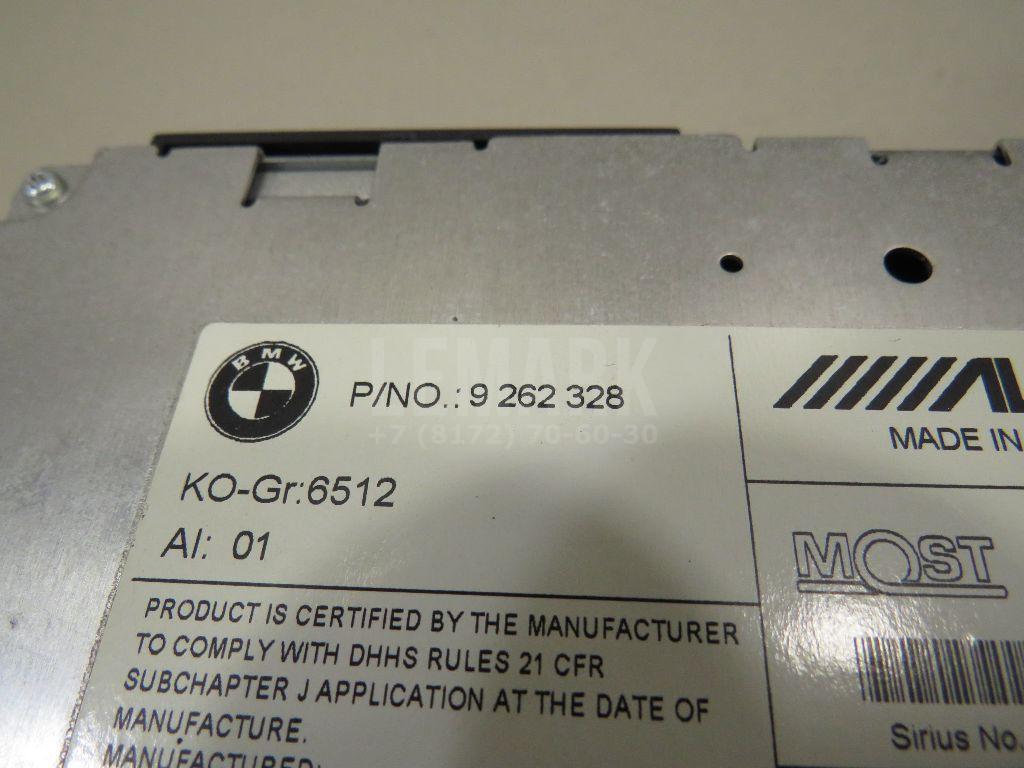 BMW
P/NO.: 9 262 328
LEMARK
+7 (8172) 70-60-30
KO-Gr:6512
AI: 01
PRODUCT IS CERTIFIED BY THE MANUFACTURER
TO COMPLY WITH DHHS RULES 21 CFR
SUBCHAPTER J APPLICATION AT THE DATE OF
MANUFACTURE.
MANUFACTURED:
MADE IN
MOST
Sirius No.